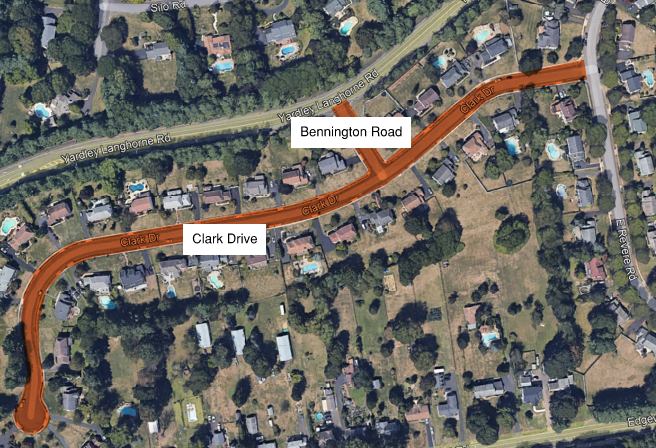 Silo Rd
Yardley Langhorne Rd
Clark Dr
Bennington Road
Yardley Langhorne Rd
Clark Dr
Clark Drive
Clark Dr
E Revere Rd